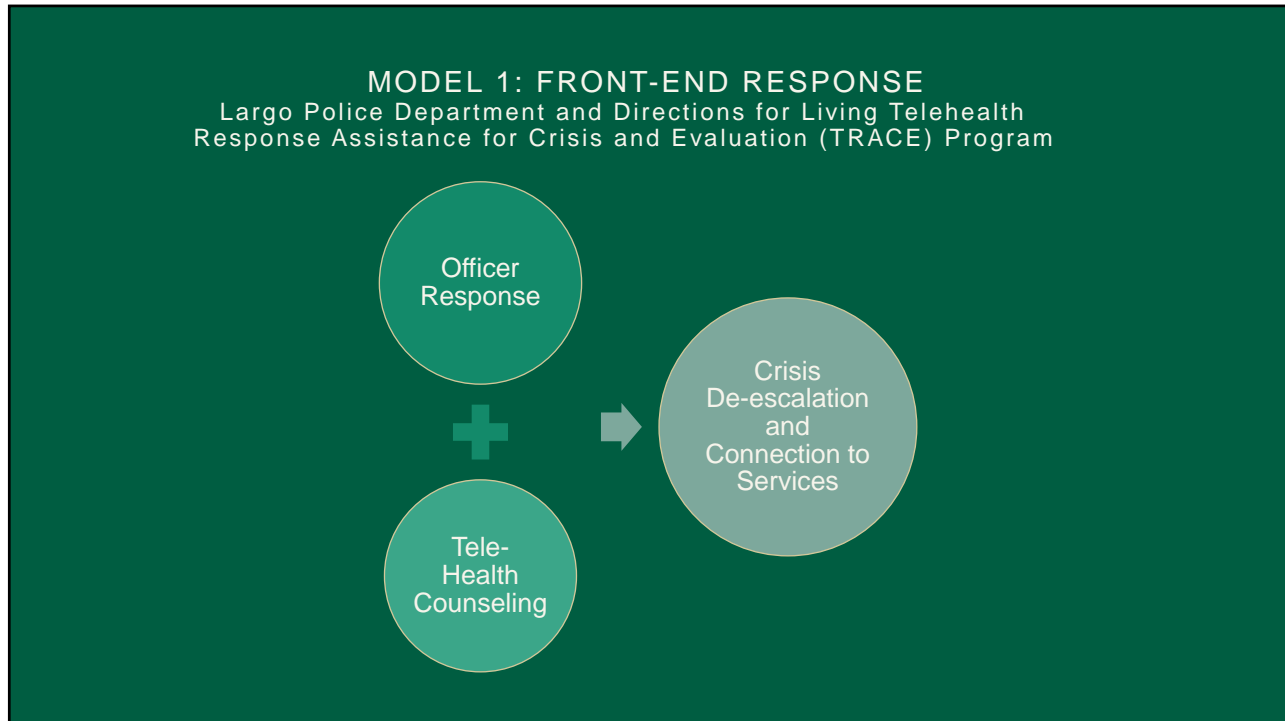 MODEL 1: FRONT-END RESPONSE
Largo Police Department and Directions for Living Telehealth
Response Assistance for Crisis and Evaluation (TRACE) Program
Officer
Response
Tele-
Health
Counseling
Crisis
De-escalation
and
Connection to
Services